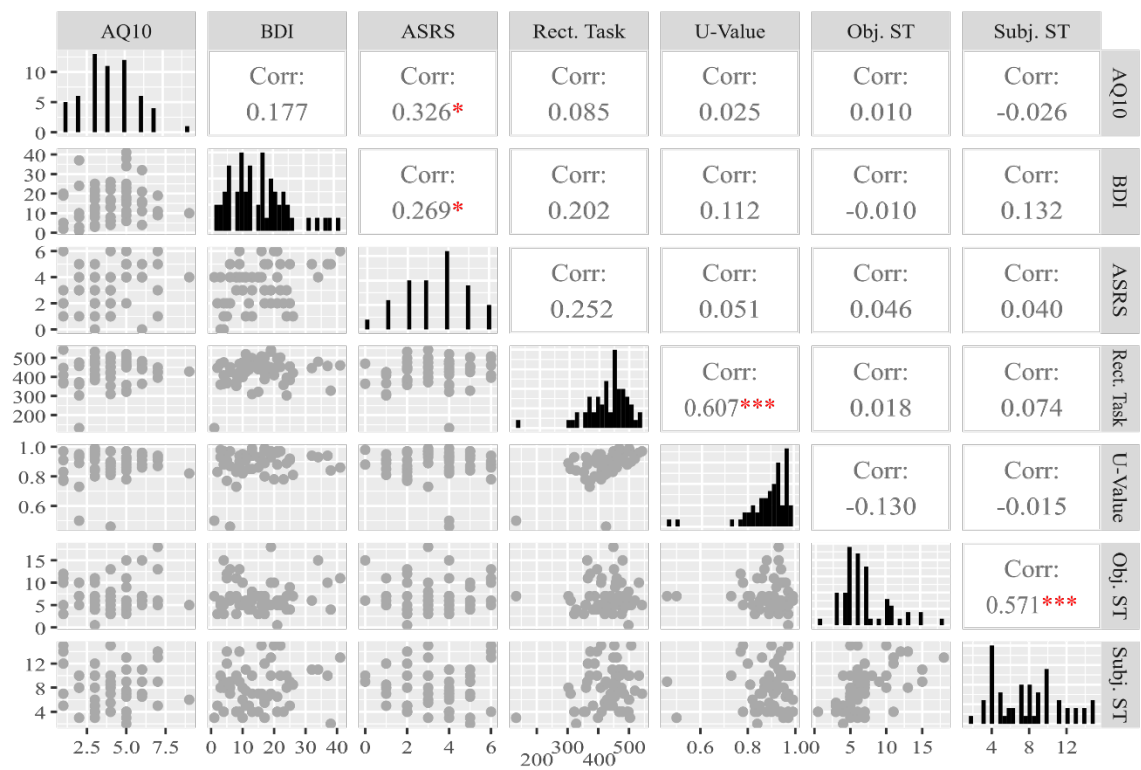 AQ10 BDI ASRS Rect. Task U-Value Obj. ST Subj. ST
10
5
0
Corr: Corr: Corr: Corr: Corr: Corr:
0.177 0.326* 0.085 0.025 0.010 -0.026
AQ10
40
30
20
10
0
Corr: Corr: Corr: Corr: Corr:
0.269* 0.202 0.112 -0.010 0.132
BDI
6
4
2
0
Corr: Corr: Corr: Corr:
0.252 0.051 0.046 0.040
ASRS
500
400
300
200
Corr: Corr: Corr:
0.607*** 0.018 0.074
Rect. Task
1.0
0.8
0.6
Corr: Corr:
-0.130 -0.015
U-Value
15
10
5
0
Corr:
0.571***
Obj. ST
12
8
4
Subj. ST
2.5 5.0 7.5 0 10 20 30 40 0 2 4 6 200 300 400 500 0.6 0.8 1.0 0 5 10 15 4 8 12